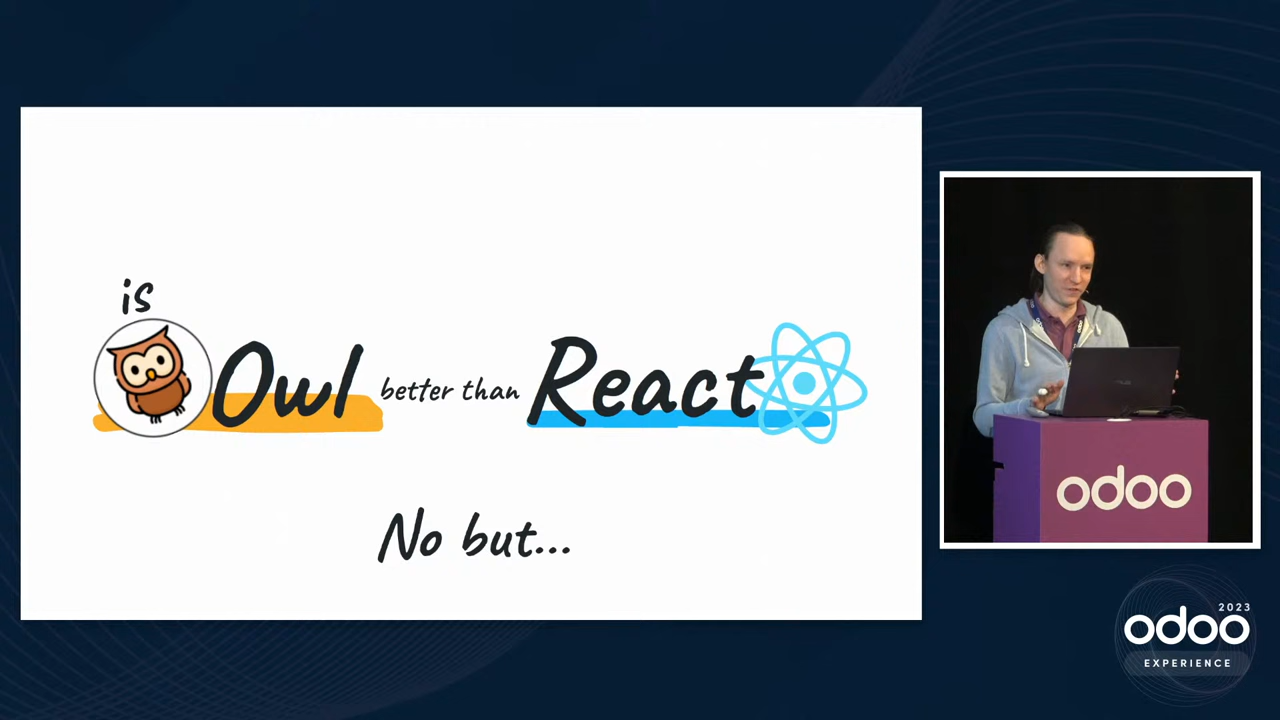 is
Owl better than React
No but...
odoo
2023
odoo
EXPERIENCE